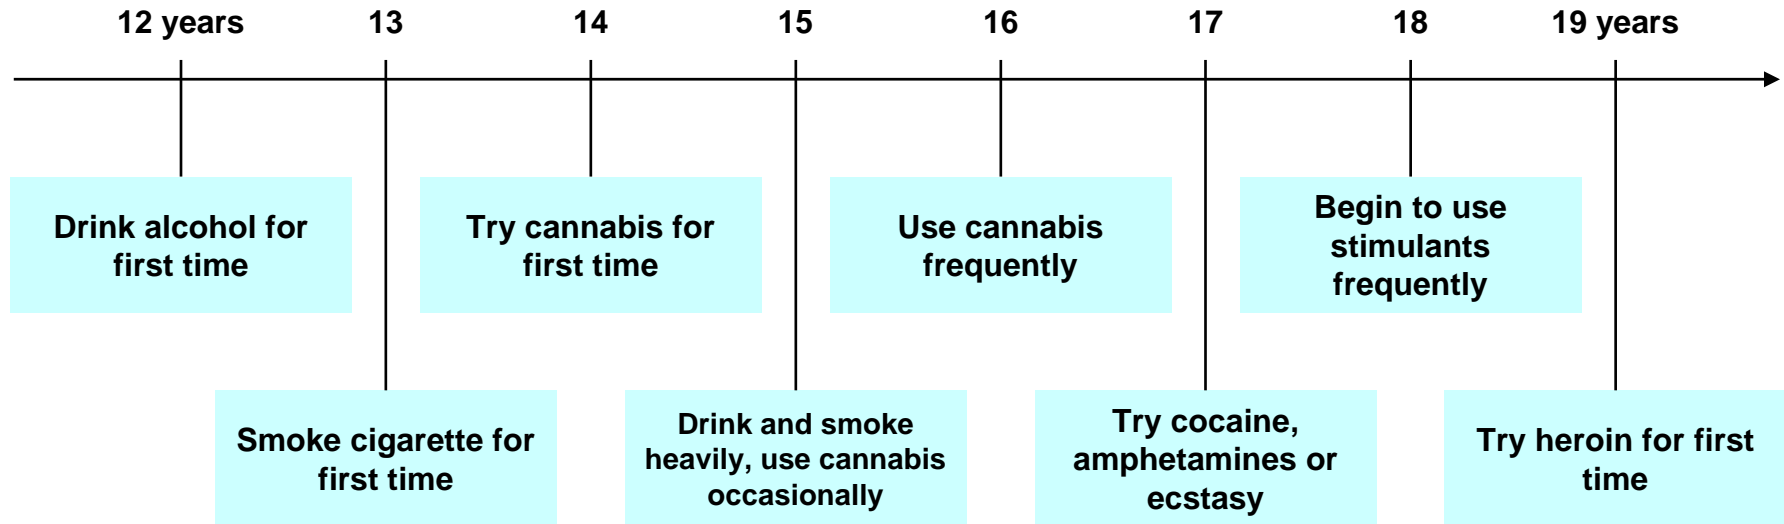 12 years
13
14
15
16
17
18
19 years
Drink alcohol for
first time
Try cannabis for
first time
Use cannabis
frequently
Begin to use
stimulants
frequently
Smoke cigarette for
first time
Drink and smoke
heavily, use cannabis
occasionally
Try cocaine,
amphetamines or
ecstasy
Try heroin for first
time